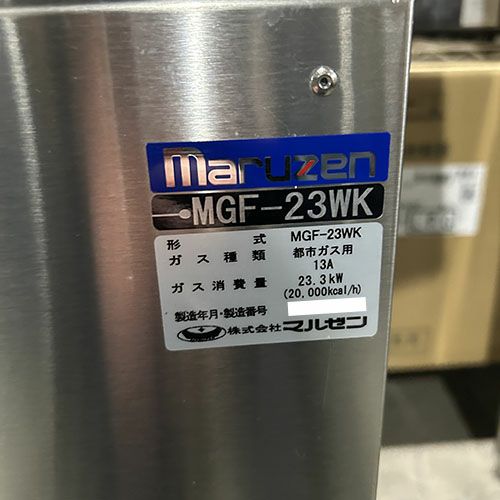 maruzen
MGF-23WK
形 式 MGF-23WK
ガス種類 都市ガス用
13A
ガス消費量 23.3kW
(20,000kcal/h)
製造年月・製造番号
株式会社マルゼン